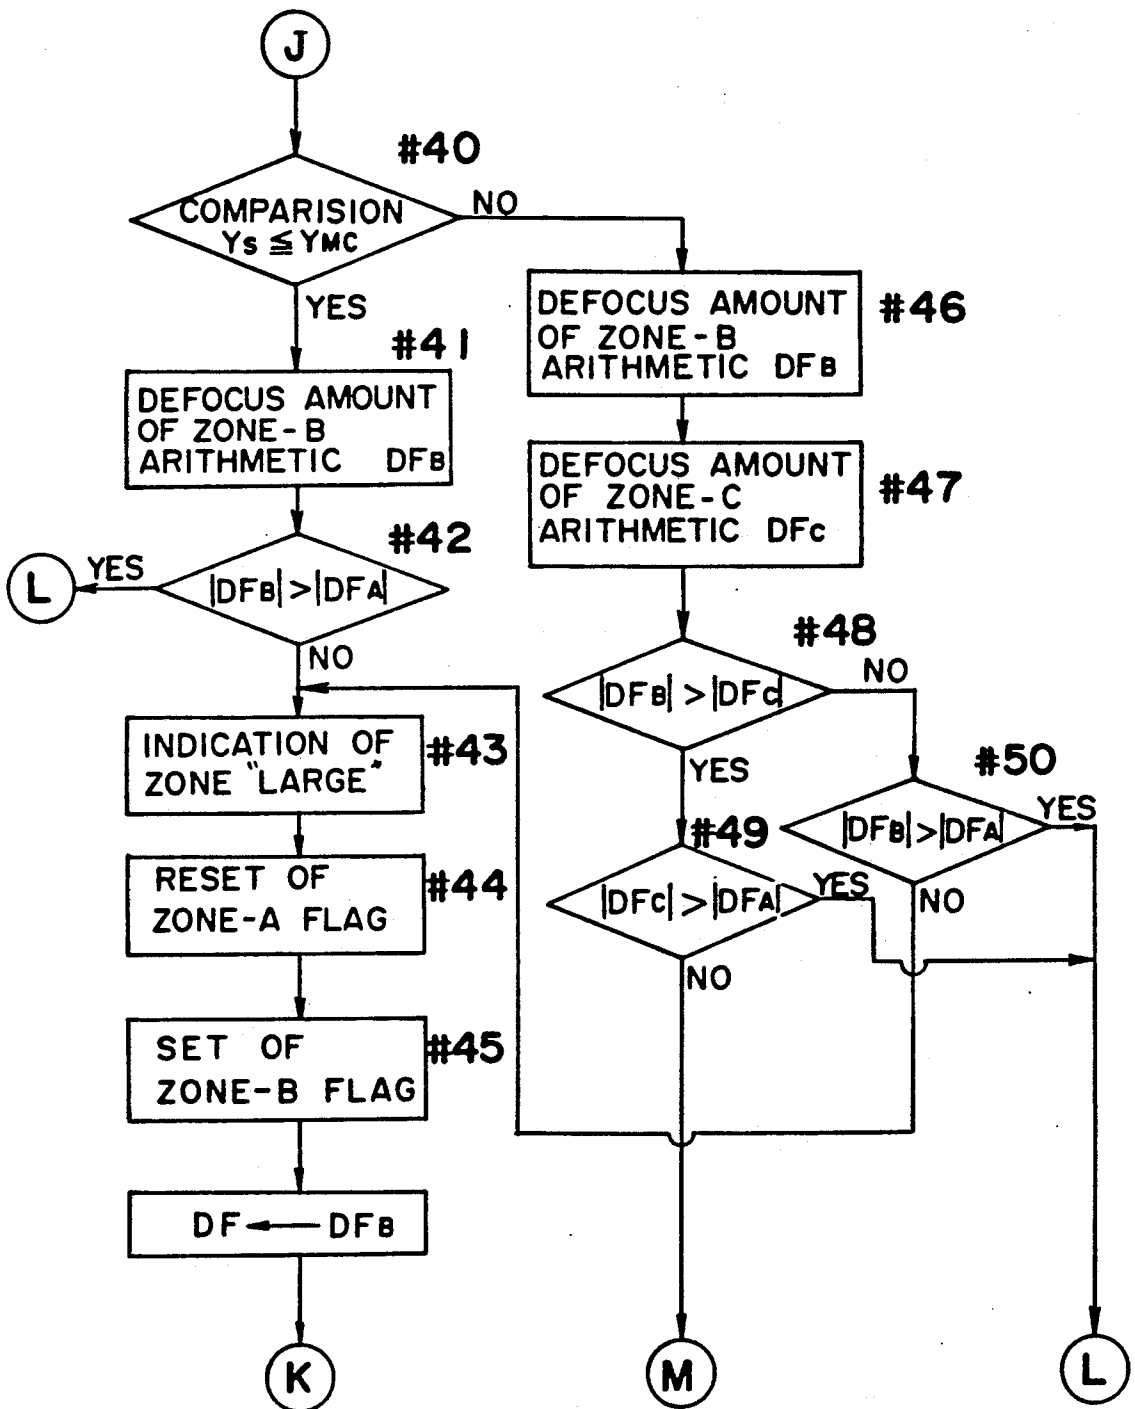 J
#40
COMPARISION
Ys ≦ YMC
NO
YES
#41
DEFOCUS AMOUNT
OF ZONE-B
ARITHMETIC DFB
#42
|DFB| > |DFA|
YES
L
NO
#43
INDICATION OF
ZONE "LARGE"
#44
RESET OF
ZONE-A FLAG
#45
SET OF
ZONE-B FLAG
DF ← DFB
K
#46
DEFOCUS AMOUNT
OF ZONE-B
ARITHMETIC DFB
#47
DEFOCUS AMOUNT
OF ZONE-C
ARITHMETIC DFC
#48
|DFB| > |DFC|
NO
YES
#49
|DFC| > |DFA|
YES
NO
M
#50
|DFB| > |DFA|
YES
NO
L